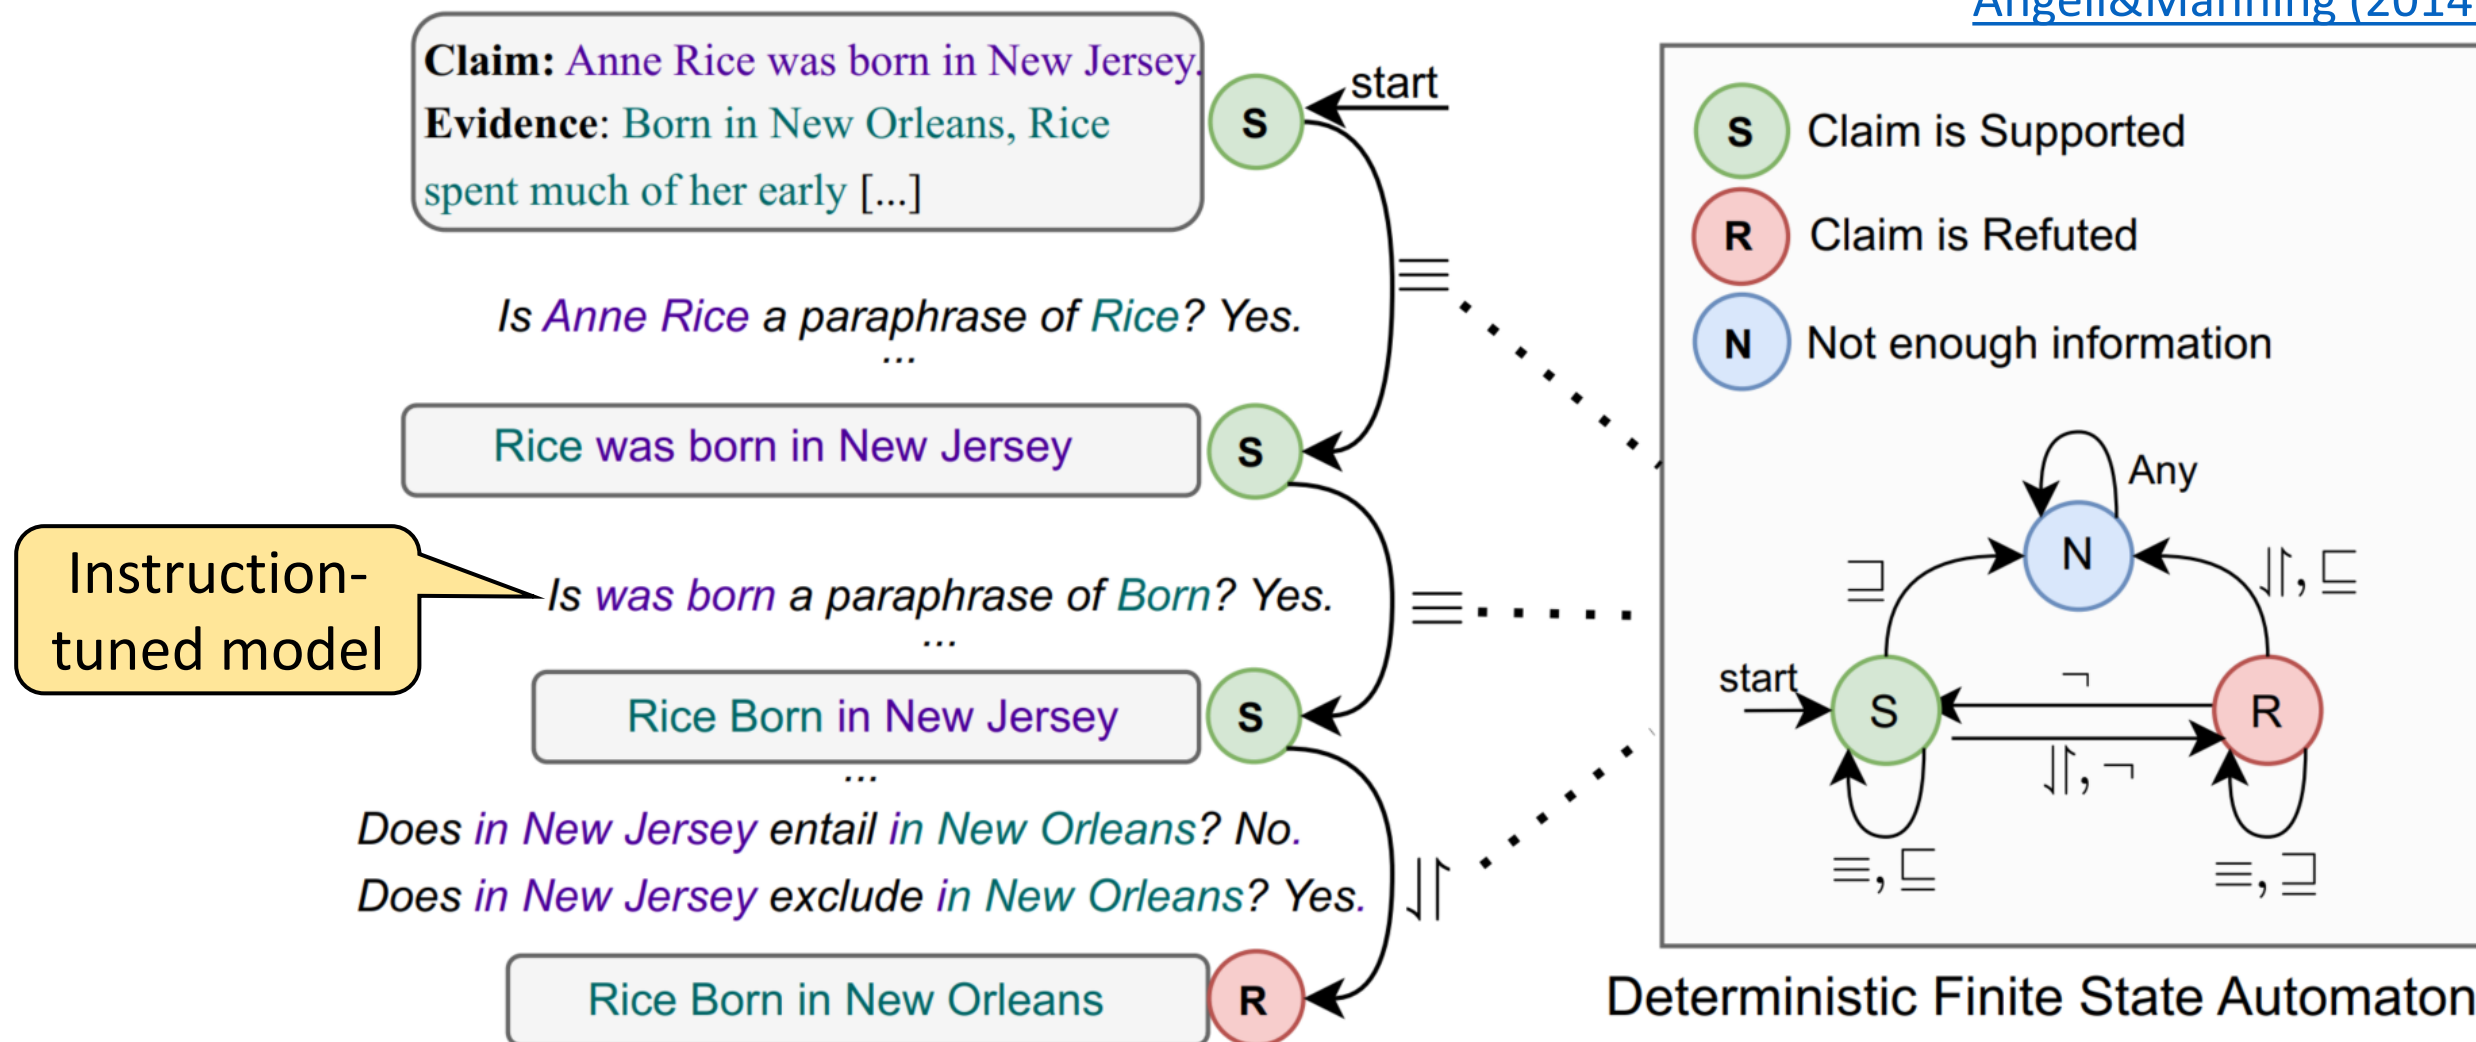 Angeli&Manning (2014
Claim: Anne Rice was born in New Jersey.
Evidence: Born in New Orleans, Rice
spent much of her early [...]
S
start
≡
Is Anne Rice a paraphrase of Rice? Yes.
...
Rice was born in New Jersey
S
Instruction-
tuned model
Is was born a paraphrase of Born? Yes.
...
≡
Rice Born in New Jersey
S
...
Does in New Jersey entail in New Orleans? No.
Does in New Jersey exclude in New Orleans? Yes.
⥯
Rice Born in New Orleans
R
S Claim is Supported
R Claim is Refuted
N Not enough information
Any
N
⊒
⥯, ⊑
start
S
¬
R
⥯, ¬
≡, ⊑
≡, ⊒
Deterministic Finite State Automaton